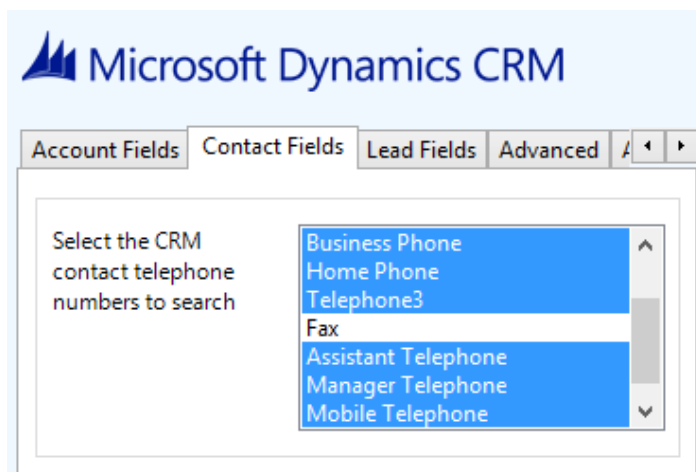 Microsoft Dynamics CRM
Account Fields Contact Fields Lead Fields Advanced
Select the CRM
contact telephone
numbers to search
Business Phone
Home Phone
Telephone3
Fax
Assistant Telephone
Manager Telephone
Mobile Telephone